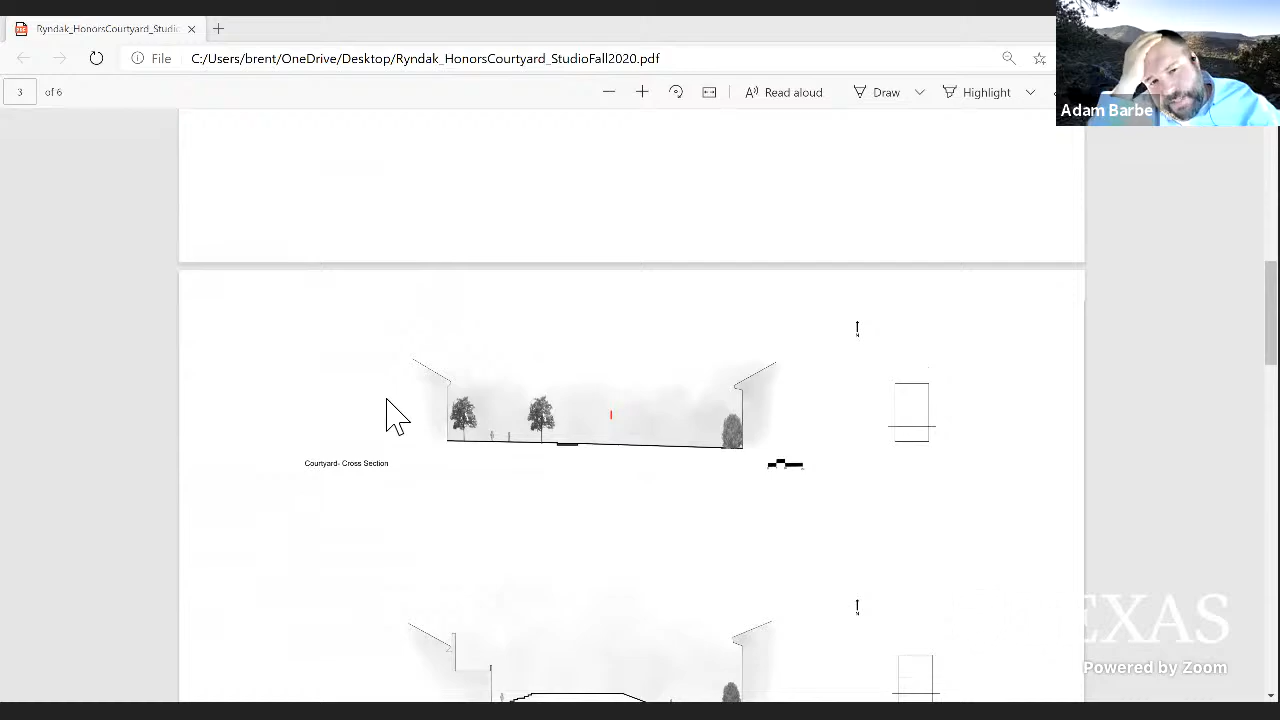 Ryndak_HonorsCourtyard_Studio
File
C:/Users/brent/OneDrive/Desktop/Ryndak_HonorsCourtyard_StudioFall2020.pdf
3 of 6
Read aloud
Draw
Highlight
Adam Barbe
N
Courtyard- Cross Section
N
EXAS
Powered by Zoom